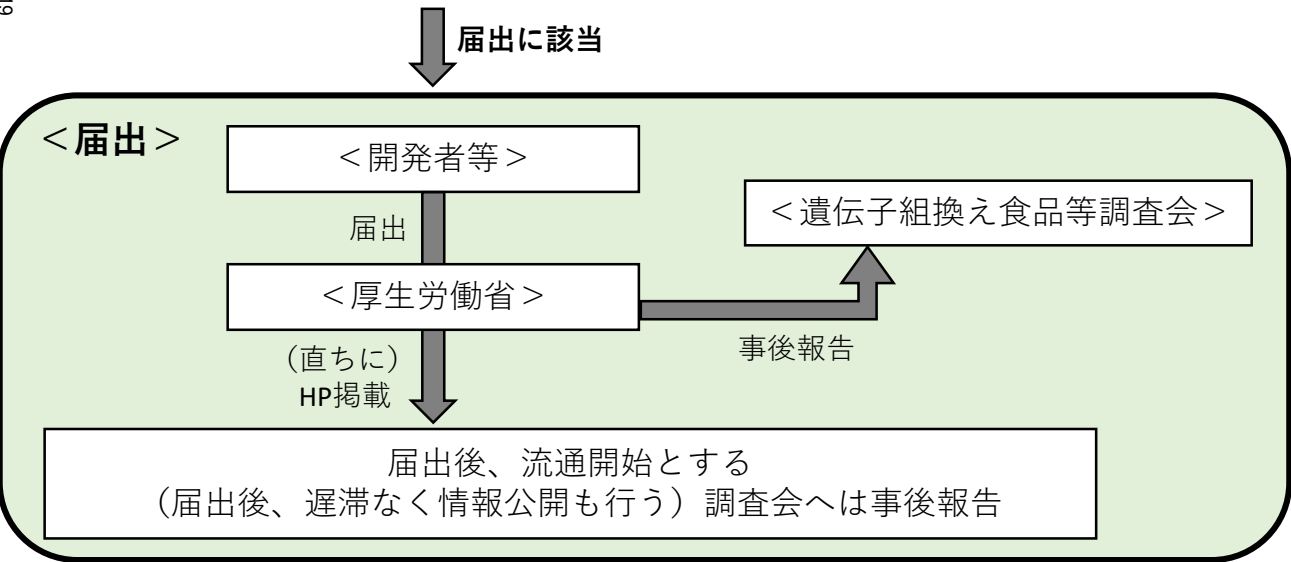 届出に該当
＜届出＞
＜開発者等＞
届出
＜遺伝子組換え食品等調査会＞
＜厚生労働省＞
事後報告
（直ちに）
HP掲載
届出後、流通開始とする
（届出後、遅滞なく情報公開も行う）調査会へは事後報告